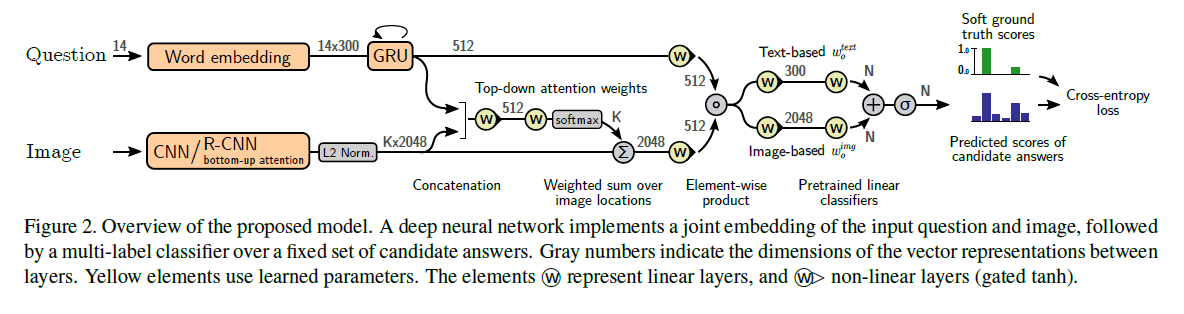 Question
14
Word embedding
14x300
GRU
512
w
Image
CNN/R-CNN
bottom-up attention
L2 Norm.
Kx2048
Top-down attention weights
w
512
w
softmax
K
Σ
2048
w
512
512
∘
Text-based w_o^text
w
300
w
N
w
2048
w
N
Image-based w_o^img
+
σ
N
Soft ground
truth scores
1.0
0.0
Cross-entropy
loss
Predicted scores of
candidate answers
Concatenation
Weighted sum over
image locations
Element-wise
product
Pretrained linear
classifiers
Figure 2. Overview of the proposed model. A deep neural network implements a joint embedding of the input question and image, followed
by a multi-label classifier over a fixed set of candidate answers. Gray numbers indicate the dimensions of the vector representations between
layers. Yellow elements use learned parameters. The elements ⓦ represent linear layers, and ⓦ▷ non-linear layers (gated tanh).